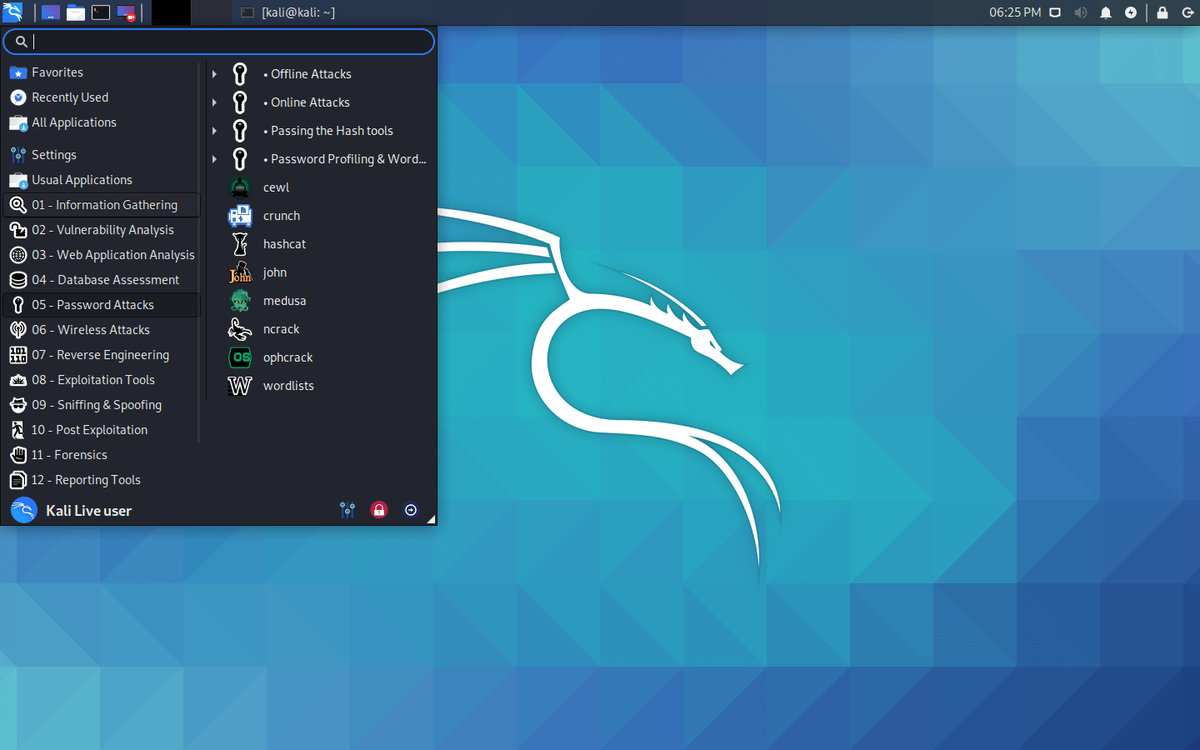 [kali@kali: ~]
06:25 PM
Favorites
Recently Used
All Applications
Settings
Usual Applications
01 - Information Gathering
02 - Vulnerability Analysis
03 - Web Application Analysis
04 - Database Assessment
05 - Password Attacks
06 - Wireless Attacks
07 - Reverse Engineering
08 - Exploitation Tools
09 - Sniffing & Spoofing
10 - Post Exploitation
11 - Forensics
12 - Reporting Tools
• Offline Attacks
• Online Attacks
• Passing the Hash tools
• Password Profiling & Word...
cewl
crunch
hashcat
john
medusa
ncrack
ophcrack
wordlists
Kali Live user